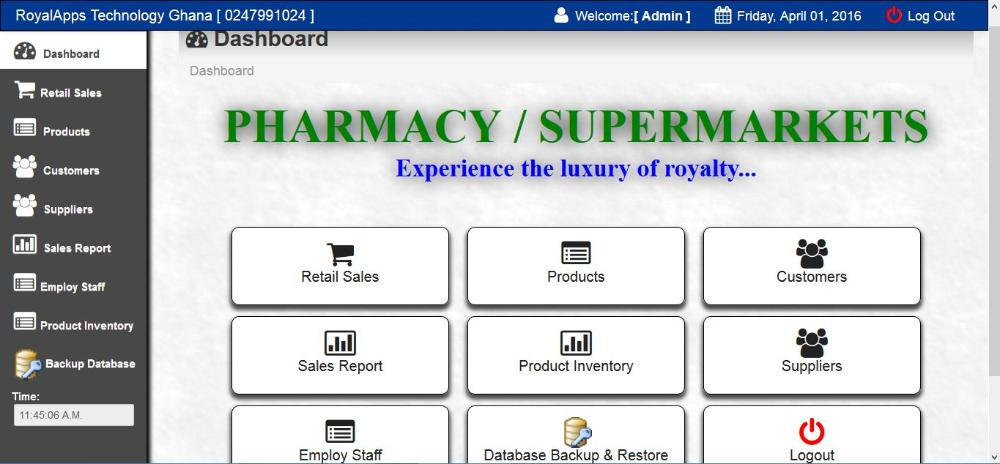 RoyalApps Technology Ghana [ 0247991024 ]
Welcome:[ Admin ]
Friday, April 01, 2016
Log Out
Dashboard
Retail Sales
Products
Customers
Suppliers
Sales Report
Employ Staff
Product Inventory
Backup Database
Time:
11:45:06 A.M.
Dashboard
Dashboard
PHARMACY / SUPERMARKETS
Experience the luxury of royalty...
Retail Sales
Products
Customers
Sales Report
Product Inventory
Suppliers
Employ Staff
Database Backup & Restore
Logout